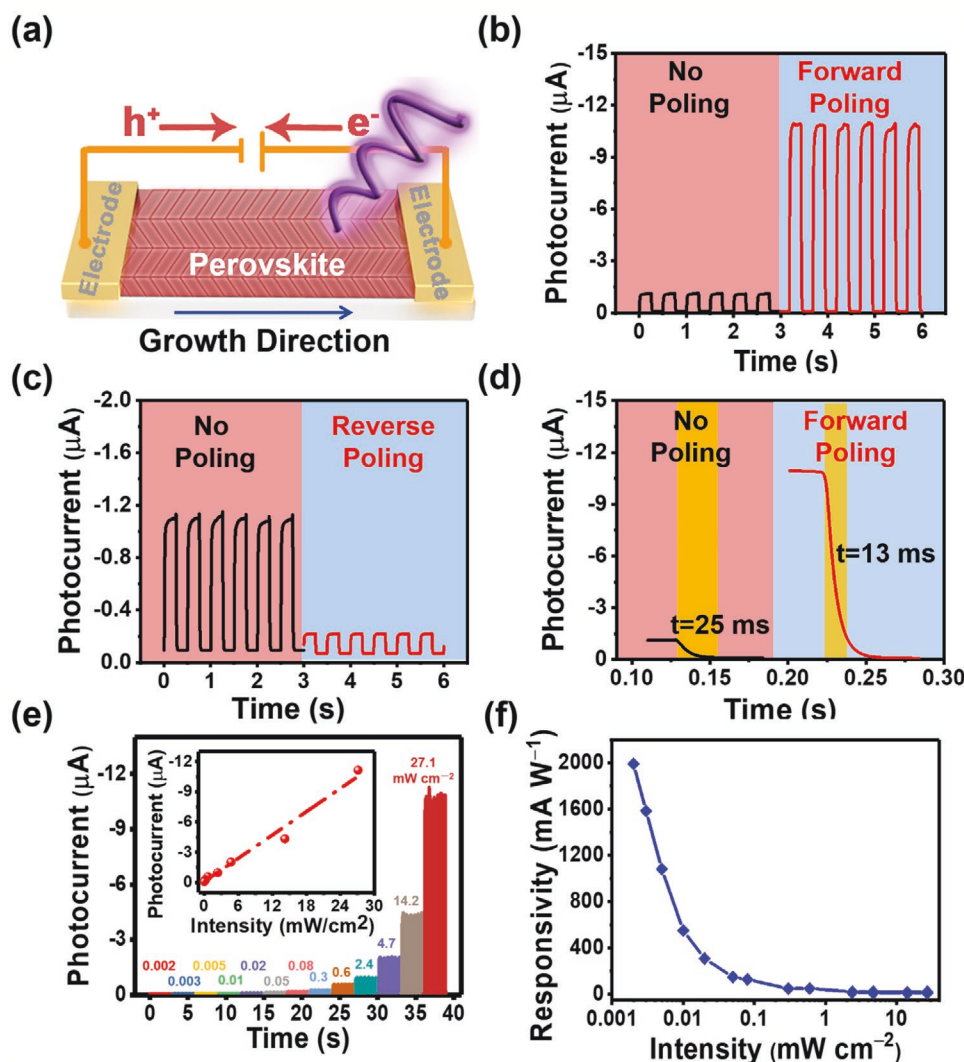 (a)
h⁺
e⁻
Electrode
Electrode
Perovskite
Growth Direction
(b)
No
Poling
Forward
Poling
Photocurrent (μA)
-15
-12
-9
-6
-3
0
0 1 2 3 4 5 6
Time (s)
(c)
No
Poling
Reverse
Poling
Photocurrent (μA)
-2.0
-1.6
-1.2
-0.8
-0.4
0.0
0 1 2 3 4 5 6
Time (s)
(d)
No
Poling
Forward
Poling
t=25 ms
t=13 ms
Photocurrent (μA)
-15
-12
-9
-6
-3
0
0.10 0.15 0.20 0.25 0.30
Time (s)
(e)
Photocurrent (μA)
-12
-9
-6
-3
0
0 5 10 15 20 25 30 35 40
Time (s)
Photocurrent (μA)
-12
-9
-6
-3
0
0 6 12 18 24 30
Intensity (mW/cm2)
0.002
0.003
0.005
0.01
0.02
0.05
0.08
0.3
0.6
2.4
4.7
14.2
27.1
mW cm⁻²
(f)
Responsivity (mA W⁻¹)
2000
1600
1200
800
400
0
0.001 0.01 0.1 1 10
Intensity (mW cm⁻²)